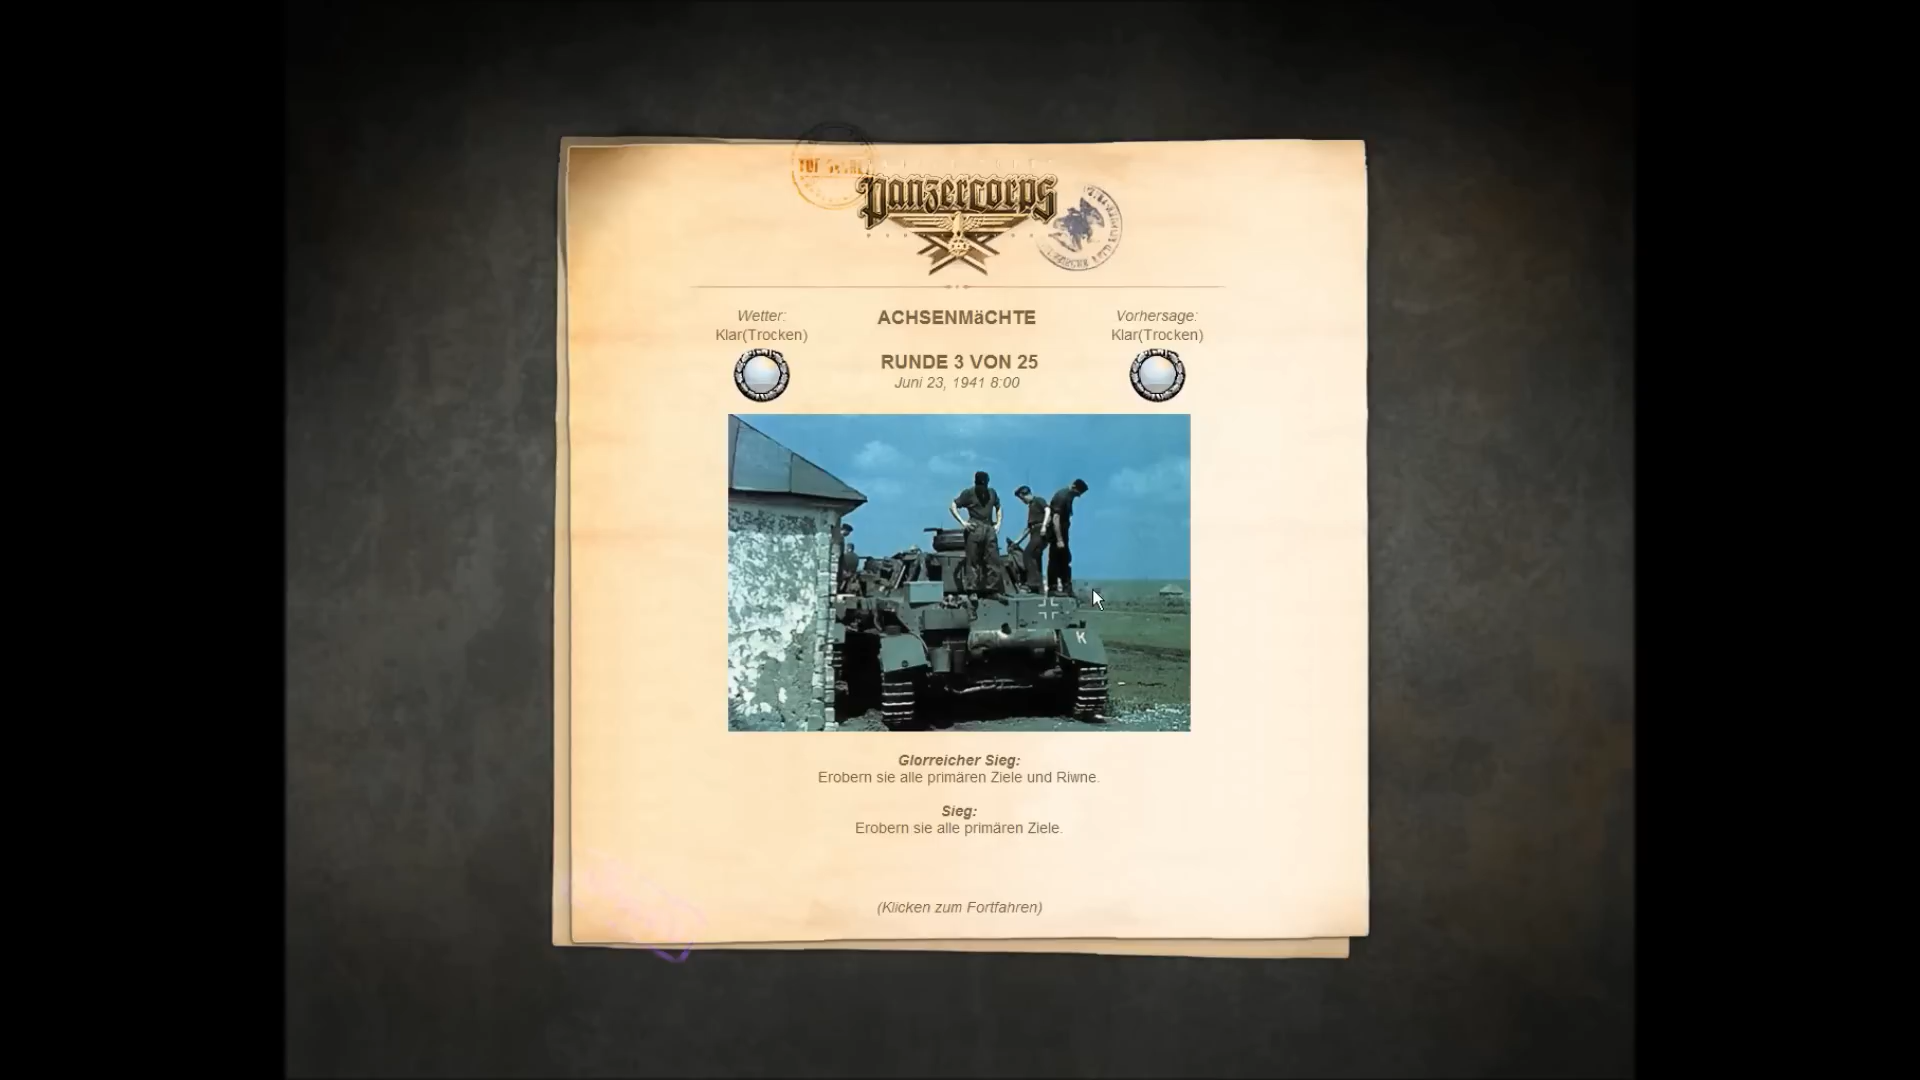 Panzercorps
Wetter:
Klar(Trocken)
ACHSENMäCHTE
Vorhersage:
Klar(Trocken)
RUNDE 3 VON 25
Juni 23, 1941 8:00
K
Glorreicher Sieg:
Erobern sie alle primären Ziele und Riwne.
Sieg:
Erobern sie alle primären Ziele.
(Klicken zum Fortfahren)